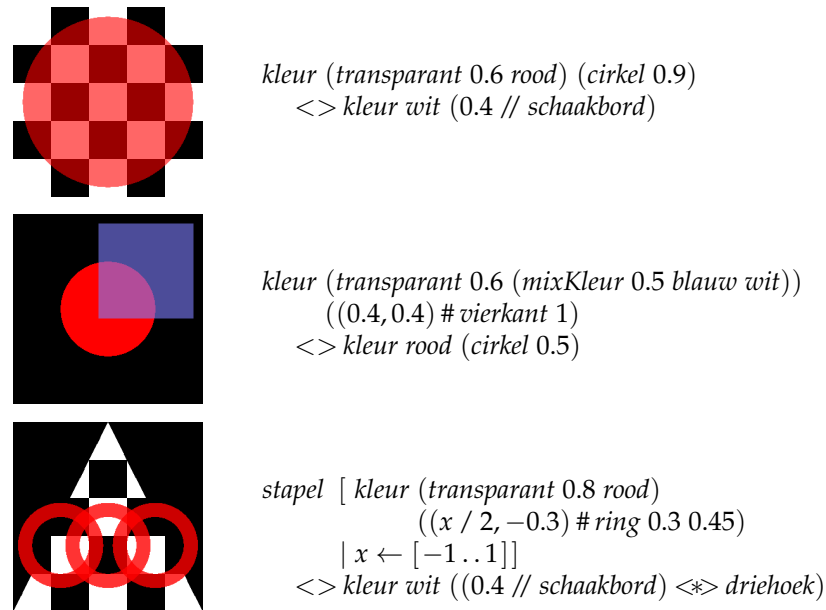 kleur (transparant 0.6 rood) (cirkel 0.9)
<> kleur wit (0.4 // schaakbord)
kleur (transparant 0.6 (mixKleur 0.5 blauw wit))
((0.4, 0.4) # vierkant 1)
<> kleur rood (cirkel 0.5)
stapel [ kleur (transparant 0.8 rood)
((x / 2, −0.3) # ring 0.3 0.45)
| x ← [−1 . . 1]]
<> kleur wit ((0.4 // schaakbord) <*> driehoek)